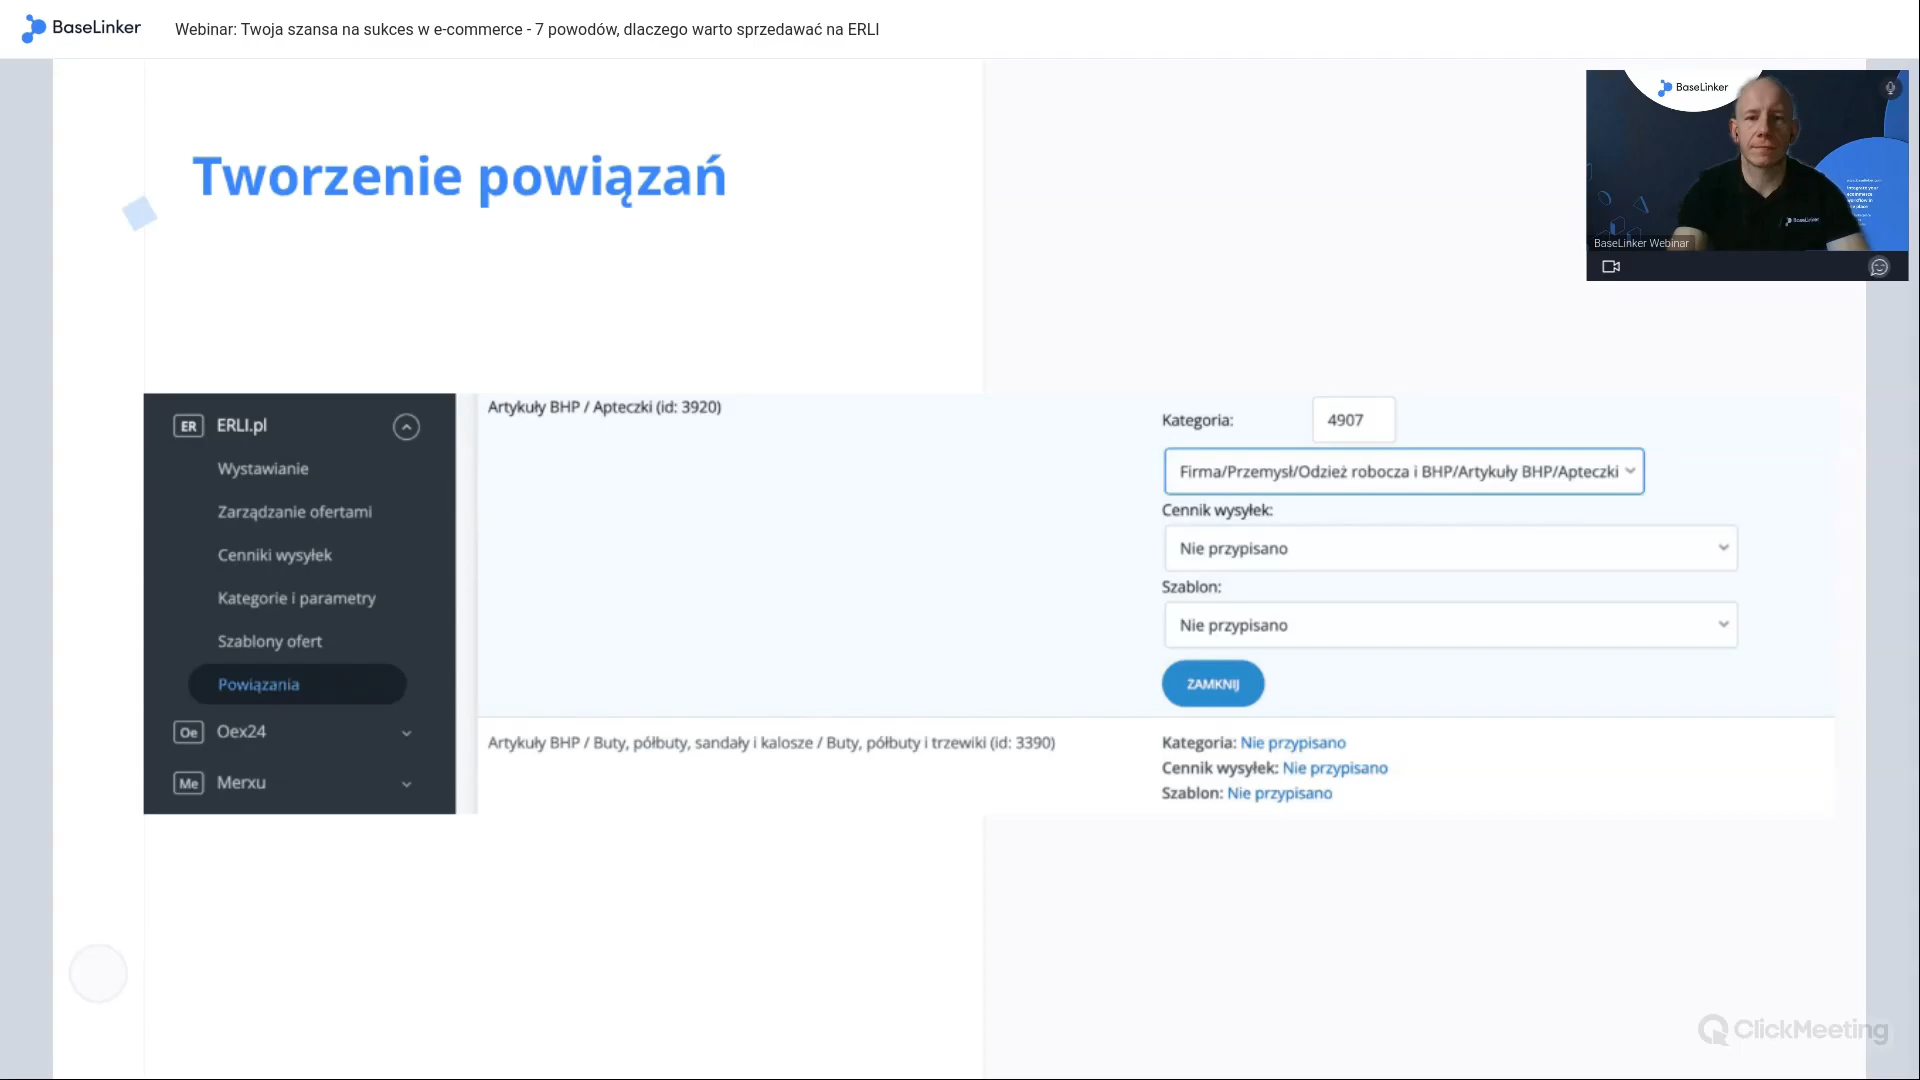 BaseLinker
Webinar: Twoja szansa na sukces w e-commerce - 7 powodów, dlaczego warto sprzedawać na ERLI
Tworzenie powiązań
BaseLinker
BaseLinker
BaseLinker Webinar
ER ERLI.pl
Wystawianie
Zarządzanie ofertami
Cenniki wysyłek
Kategorie i parametry
Szablony ofert
Powiązania
Oe Oex24
Me Merxu
Artykuły BHP / Apteczki (id: 3920)
Kategoria: 4907
Firma/Przemysł/Odzież robocza i BHP/Artykuły BHP/Apteczki
Cennik wysyłek:
Nie przypisano
Szablon:
Nie przypisano
ZAMKNIJ
Artykuły BHP / Buty, półbuty, sandały i kalosze / Buty, półbuty i trzewiki (id: 3390)
Kategoria: Nie przypisano
Cennik wysyłek: Nie przypisano
Szablon: Nie przypisano
ClickMeeting